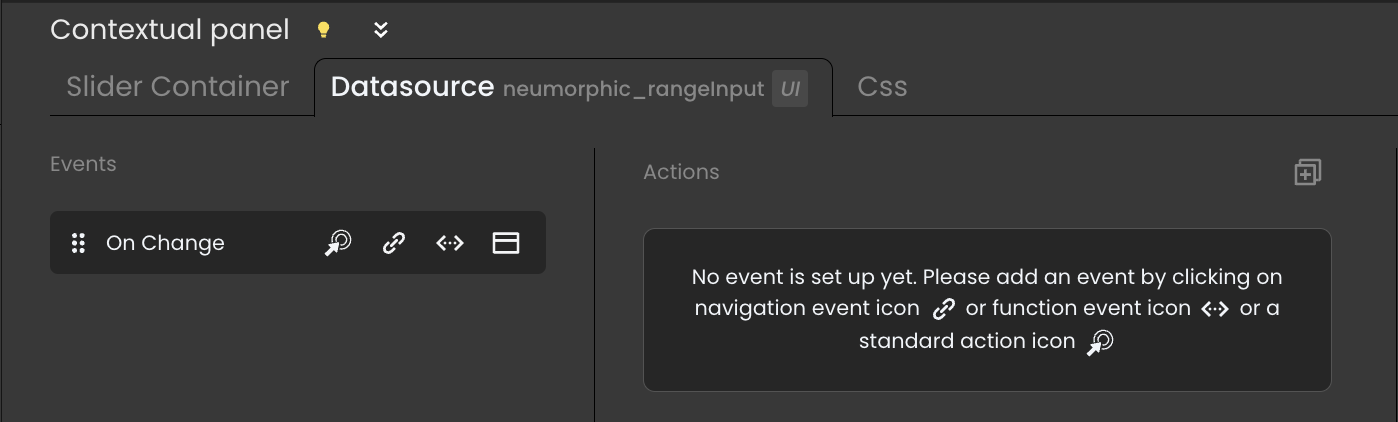 Contextual panel
Slider Container
Datasource neumorphic_rangeInput UI
Css
Events
Actions
On Change
No event is set up yet. Please add an event by clicking on
navigation event icon or function event icon or a
standard action icon